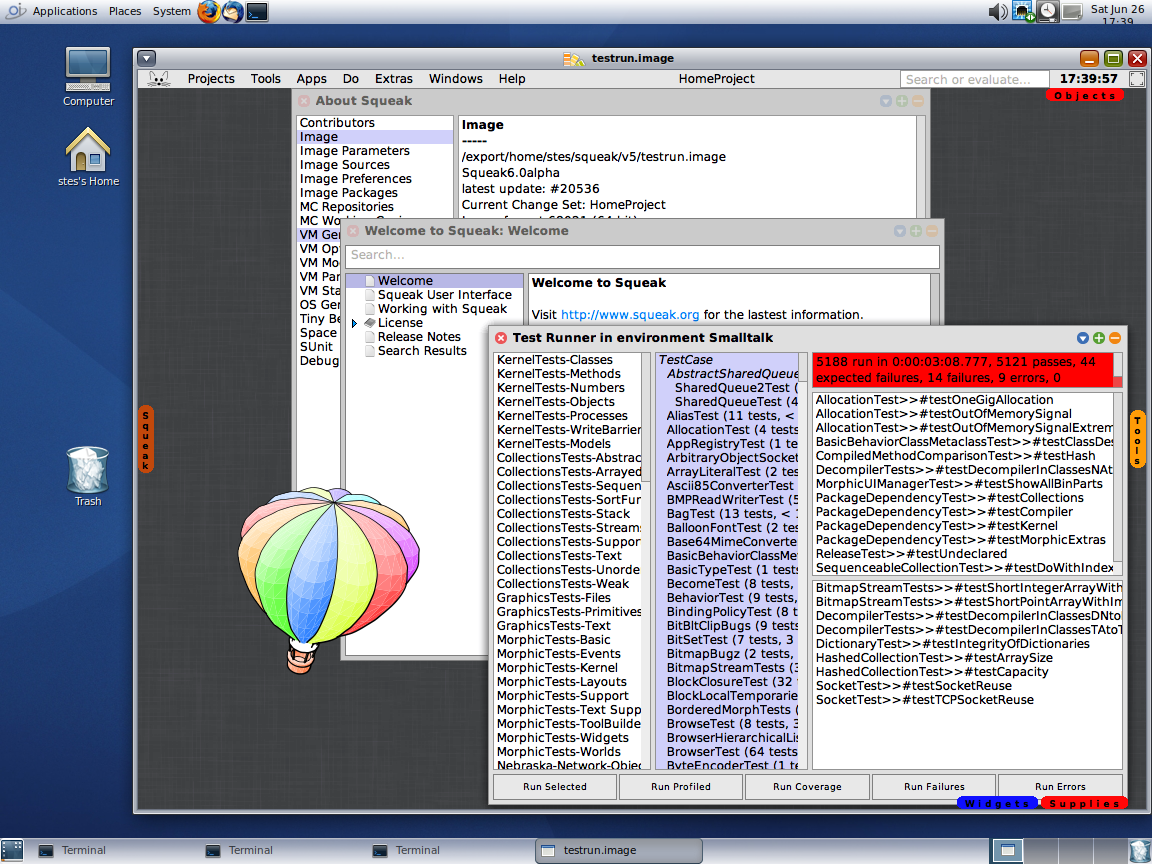 Applications Places System
Sat Jun 26
17:39
Computer
stes's Home
Trash
testrun.image
Projects Tools Apps Do Extras Windows Help HomeProject Search or evaluate... 17:39:57
Objects
Squeak
Tools
About Squeak
Contributors
Image
Image Parameters
Image Sources
Image Preferences
Image Packages
MC Repositories
MC
VM
VM
VM
VM
VM
OS
Tiny
Space
SUnit
Debug
Image
-----
/export/home/stes/squeak/v5/testrun.image
Squeak6.0alpha
latest update: #20536
Current Change Set: HomeProject
Welcome to Squeak: Welcome
Search...
Welcome
Squeak User Interface
Working with Squeak
License
Release Notes
Search Results
Welcome to Squeak
Visit http://www.squeak.org for the lastest information.
Test Runner in environment Smalltalk
KernelTests-Classes
KernelTests-Methods
KernelTests-Numbers
KernelTests-Objects
KernelTests-Processes
KernelTests-WriteBarrier
KernelTests-Models
CollectionsTests-Abstrac
CollectionsTests-Arrayed
CollectionsTests-Sequen
CollectionsTests-SortFun
CollectionsTests-Stack
CollectionsTests-Streams
CollectionsTests-Support
CollectionsTests-Text
CollectionsTests-Unorde
CollectionsTests-Weak
GraphicsTests-Files
GraphicsTests-Primitives
GraphicsTests-Text
MorphicTests-Basic
MorphicTests-Events
MorphicTests-Kernel
MorphicTests-Layouts
MorphicTests-Support
MorphicTests-Text Supp
MorphicTests-ToolBuilde
MorphicTests-Widgets
MorphicTests-Worlds
Nebraska-Network-Objec
TestCase
AbstractSharedQueue
SharedQueue2Test (
SharedQueueTest (4
AliasTest (11 tests, <
AllocationTest (4 tests
AppRegistryTest (1 te
ArbitraryObjectSocket
ArrayLiteralTest (2 tes
Ascii85ConverterTest
BMPReadWriterTest (5
BagTest (13 tests, < 1
BalloonFontTest (2 tes
Base64MimeConverte
BasicBehaviorClassMet
BasicTypeTest (1 tests
BecomeTest (8 tests,
BehaviorTest (9 tests,
BindingPolicyTest (8 t
BitBltClipBugs (9 tests
BitSetTest (7 tests, 3
BitmapBugz (2 tests,
BitmapStreamTests (3
BlockClosureTest (32 t
BlockLocalTemporarie
BorderedMorphTests (
BrowseTest (8 tests, 3
BrowserHierarchicalLis
BrowserTest (64 tests
ByteEncoderTest (1 te
5188 run in 0:00:03:08.777, 5121 passes, 44
expected failures, 14 failures, 9 errors, 0
AllocationTest>>#testOneGigAllocation
AllocationTest>>#testOutOfMemorySignal
AllocationTest>>#testOutOfMemorySignalExtrem
BasicBehaviorClassMetaclassTest>>#testClassDes
CompiledMethodComparisonTest>>#testHash
DecompilerTests>>#testDecompilerInClassesNAt
MorphicUIManagerTest>>#testShowAllBinParts
PackageDependencyTest>>#testCollections
PackageDependencyTest>>#testCompiler
PackageDependencyTest>>#testKernel
PackageDependencyTest>>#testMorphicExtras
ReleaseTest>>#testUndeclared
SequenceableCollectionTest>>#testDoWithIndex
BitmapStreamTests>>#testShortIntegerArrayWith
BitmapStreamTests>>#testShortPointArrayWithIm
DecompilerTests>>#testDecompilerInClassesDNto
DecompilerTests>>#testDecompilerInClassesTAtoT
DictionaryTest>>#testIntegrityOfDictionaries
HashedCollectionTest>>#testArraySize
HashedCollectionTest>>#testCapacity
SocketTest>>#testSocketReuse
SocketTest>>#testTCPSocketReuse
Run Selected Run Profiled Run Coverage Run Failures Run Errors
Widgets Supplies
Terminal Terminal Terminal testrun.image